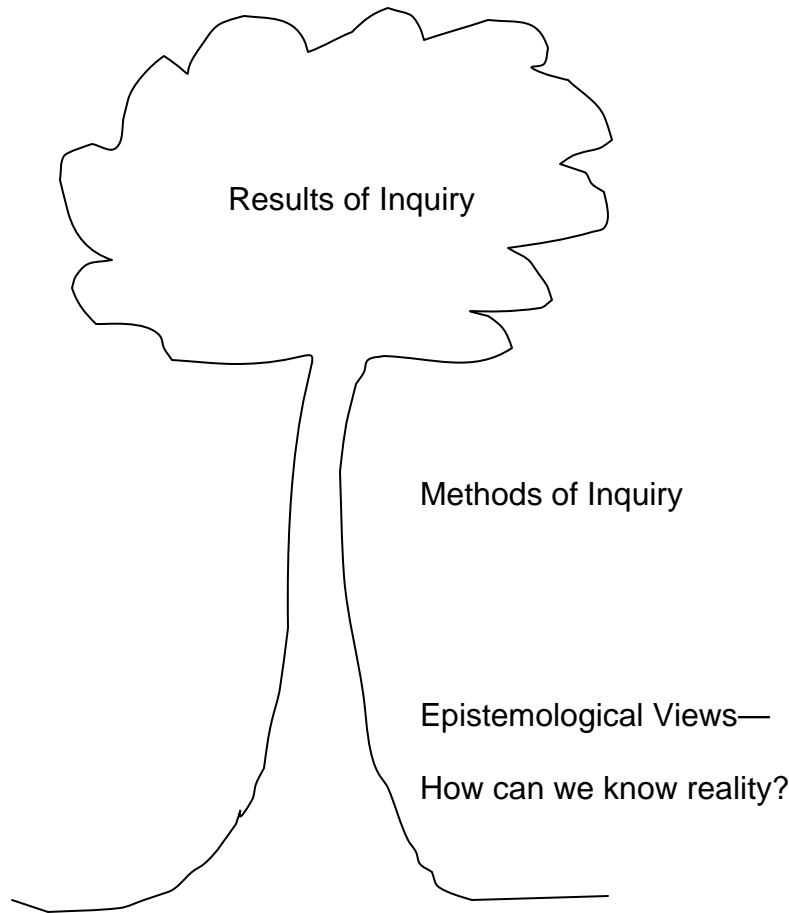 Results of Inquiry
Methods of Inquiry
Epistemological Views—
How can we know reality?